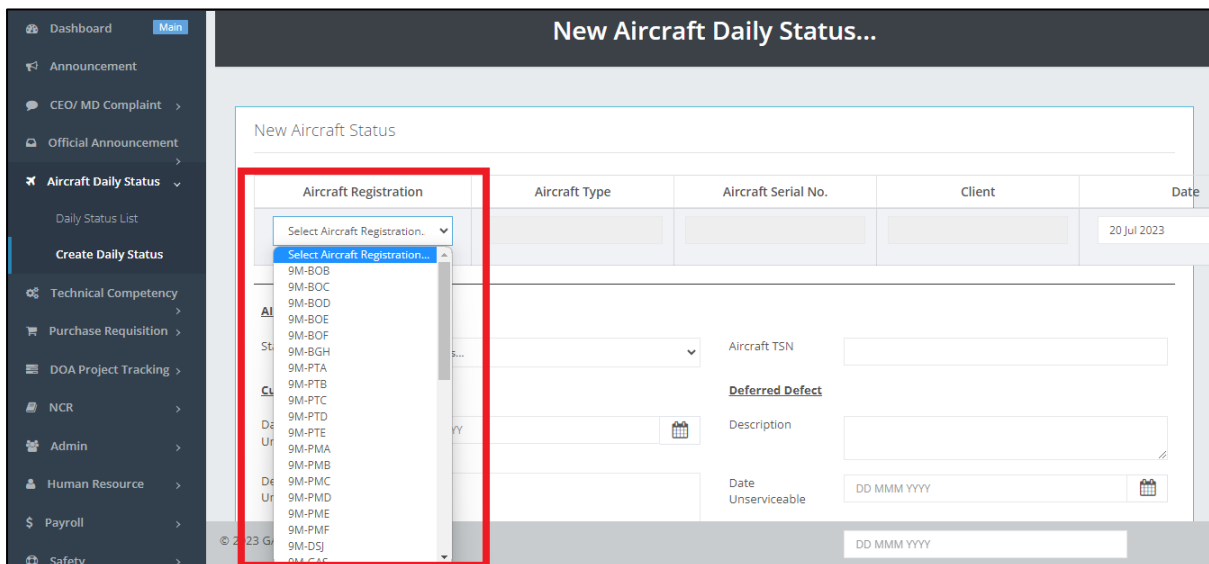 Dashboard Main
Announcement
CEO/ MD Complaint
Official Announcement
Aircraft Daily Status
Daily Status List
Create Daily Status
Technical Competency
Purchase Requisition
DOA Project Tracking
NCR
Admin
Human Resource
$ Payroll
Safety
New Aircraft Daily Status...
New Aircraft Status
Aircraft Registration Aircraft Type Aircraft Serial No. Client Date
Select Aircraft Registration. 20 Jul 2023
Select Aircraft Registration...
9M-BOB
9M-BOC
9M-BOD
9M-BOE
9M-BOF
9M-BGH
9M-PTA
9M-PTB
9M-PTC
9M-PTD
9M-PTE
9M-PMA
9M-PMB
9M-PMC
9M-PMD
9M-PME
9M-PMF
9M-DSJ
9M-GAS
Aircraft TSN
Deferred Defect
Description
Date
Unserviceable
DD MMM YYYY
DD MMM YYYY